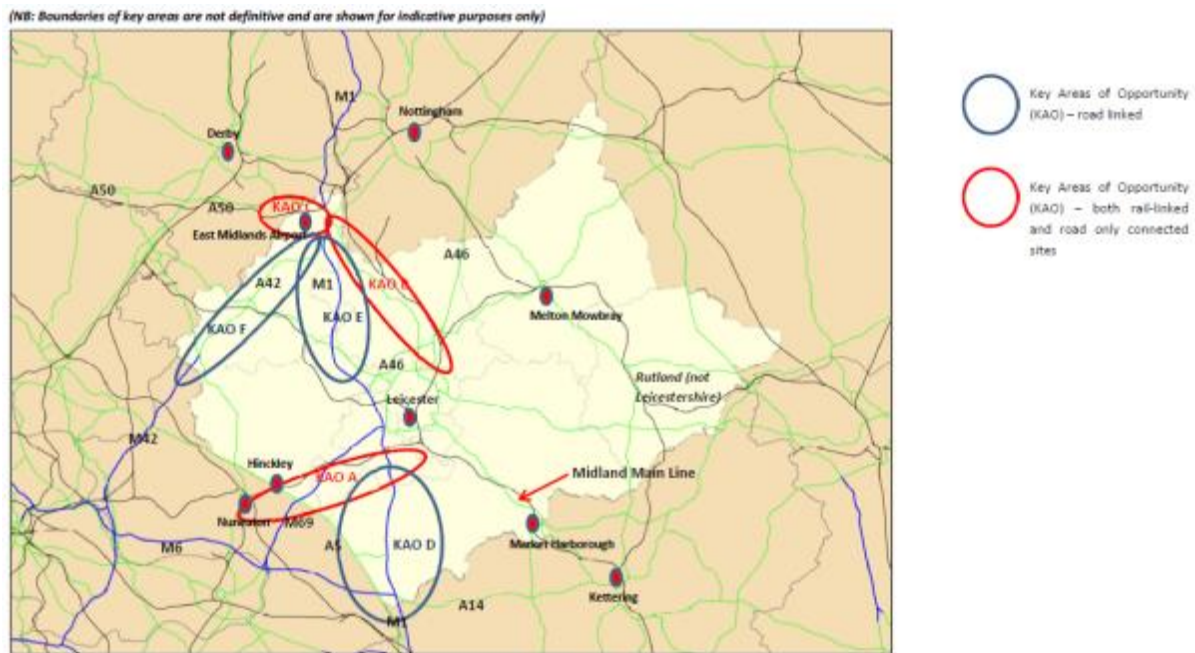 (NB: Boundaries of key areas are not definitive and are shown for indicative purposes only)
M1
Nottingham
Derby
A50
A50
KAO
East Midlands Airport
A46
A42
M1
KAO
Melton Mowbray
KAO F
KAO E
A46
Rutland (not
Leicestershire)
Leicester
M42
Hinckley
KAO A
Midland Main Line
Nuneaton
M69
M6
A5
KAO D
Market Harborough
Kettering
A14
M1
Key Areas of Opportunity
(KAO) – road linked
Key Areas of Opportunity
(KAO) – both rail-linked
and road only connected
sites